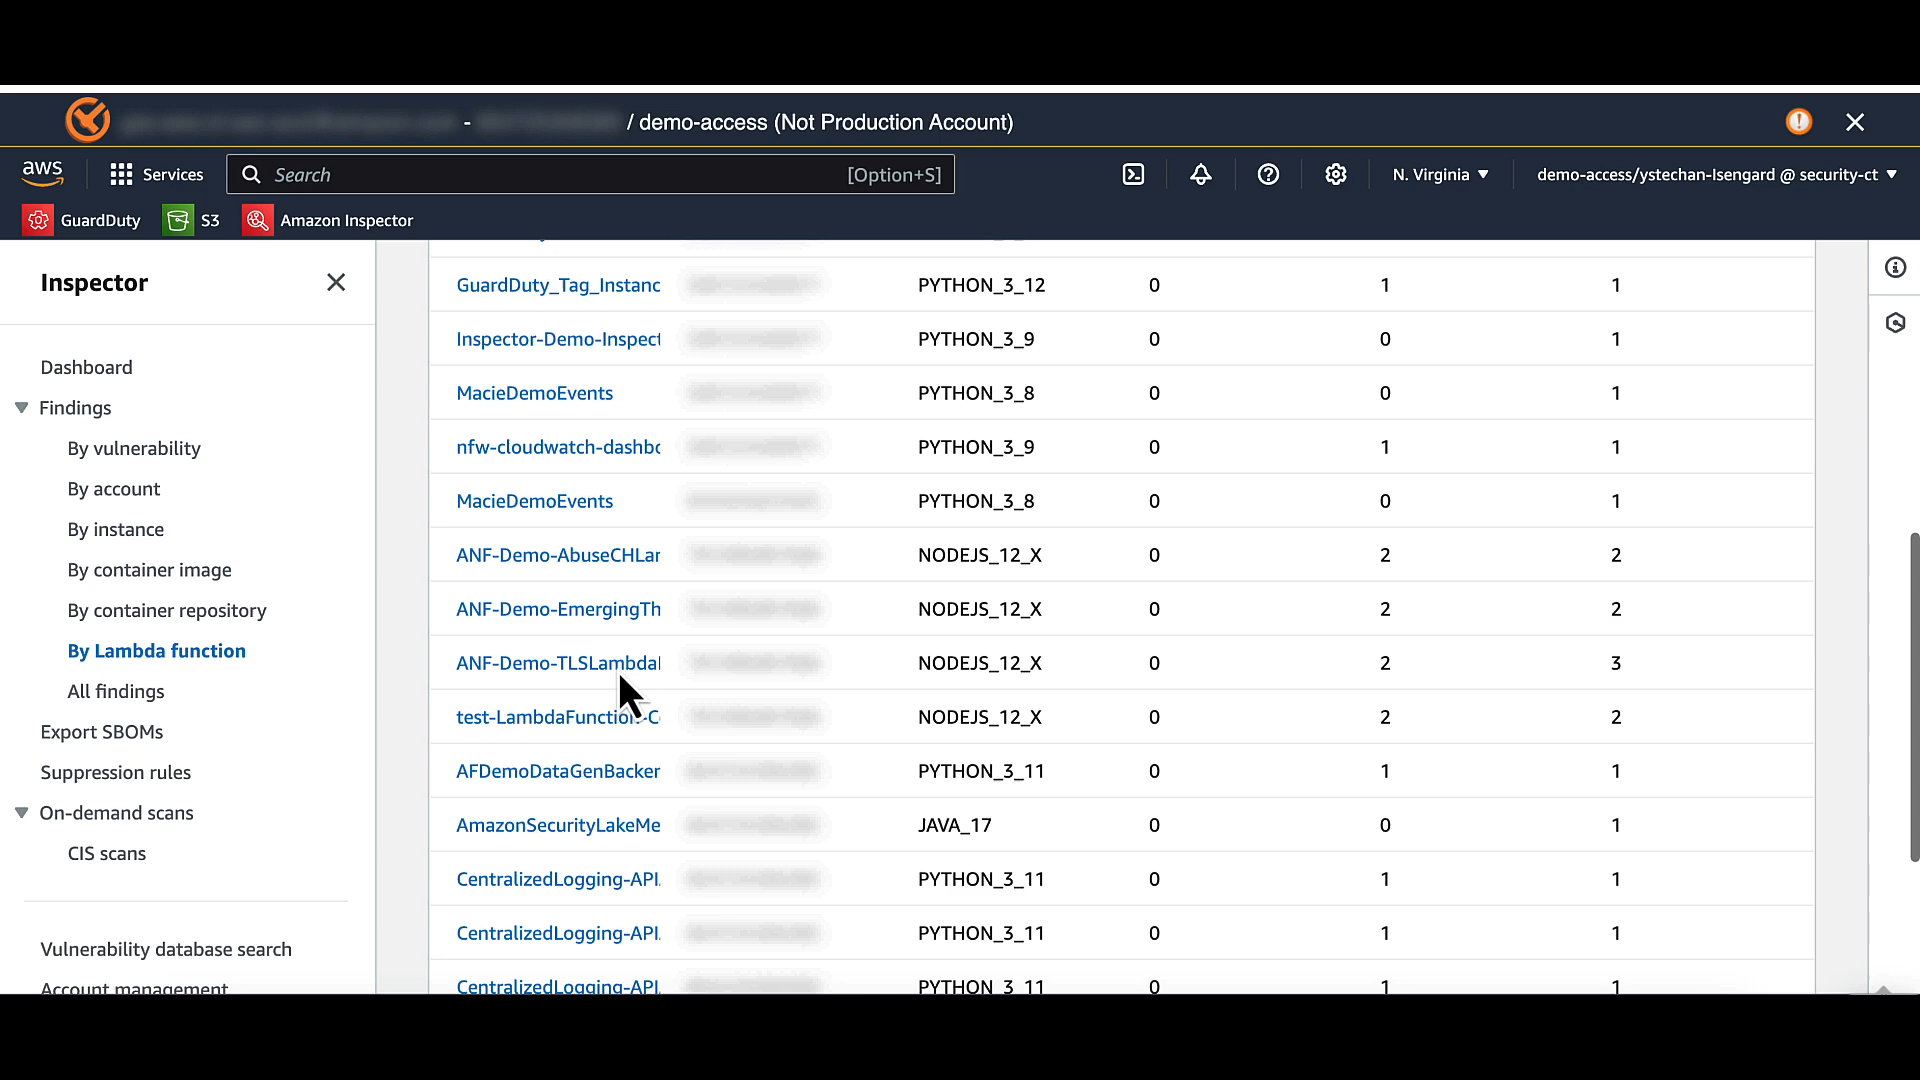 - / demo-access (Not Production Account)
aws Services Search [Option+S] N. Virginia demo-access/ystechan-Isengard @ security-ct
GuardDuty S3 Amazon Inspector
Inspector
Dashboard
Findings
By vulnerability
By account
By instance
By container image
By container repository
By Lambda function
All findings
Export SBOMs
Suppression rules
On-demand scans
CIS scans
Vulnerability database search
Account management
GuardDuty_Tag_Instanc PYTHON_3_12 0 1 1
Inspector-Demo-Inspect PYTHON_3_9 0 0 1
MacieDemoEvents PYTHON_3_8 0 0 1
nfw-cloudwatch-dashbo PYTHON_3_9 0 1 1
MacieDemoEvents PYTHON_3_8 0 0 1
ANF-Demo-AbuseCHLar NODEJS_12_X 0 2 2
ANF-Demo-EmergingTh NODEJS_12_X 0 2 2
ANF-Demo-TLSLambdal NODEJS_12_X 0 2 3
test-LambdaFunction-C NODEJS_12_X 0 2 2
AFDemoDataGenBacker PYTHON_3_11 0 1 1
AmazonSecurityLakeMe JAVA_17 0 0 1
CentralizedLogging-API. PYTHON_3_11 0 1 1
CentralizedLogging-API. PYTHON_3_11 0 1 1
CentralizedLogging-API. PYTHON_3_11 0 1 1